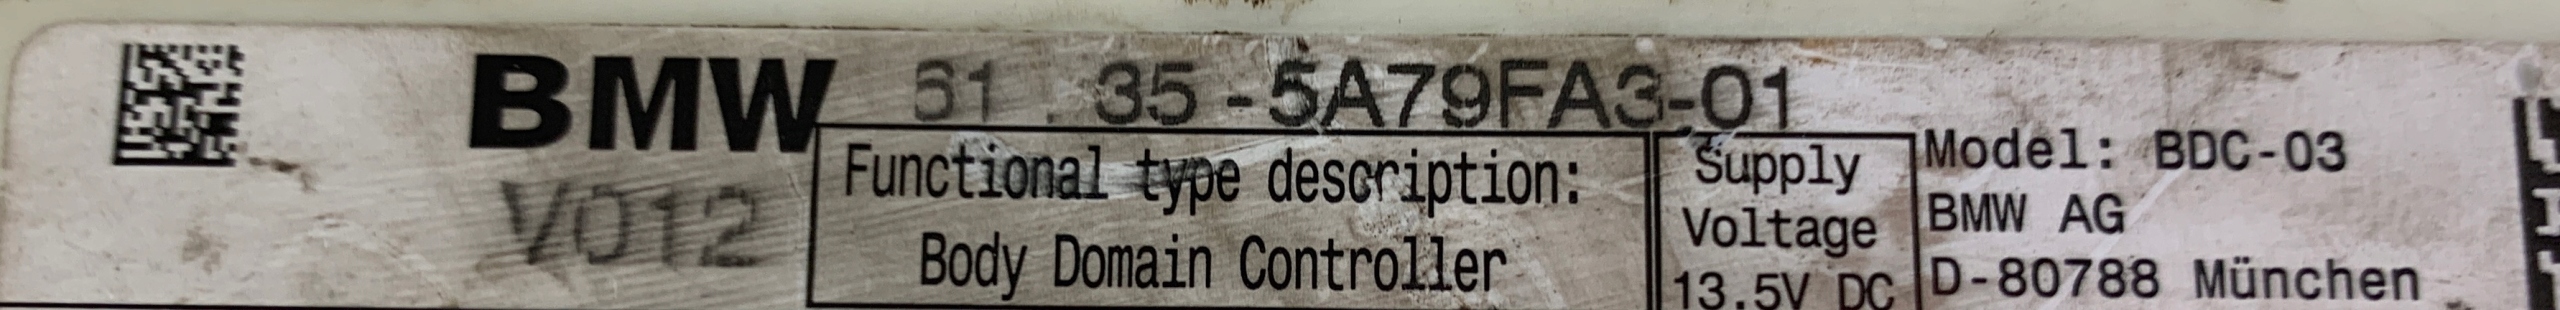 BMW 61.35-5A79FA3-01
V012
Functional type description:
Body Domain Controller
Supply
Voltage
13.5V DC
Model: BDC-03
BMW AG
D-80788 München